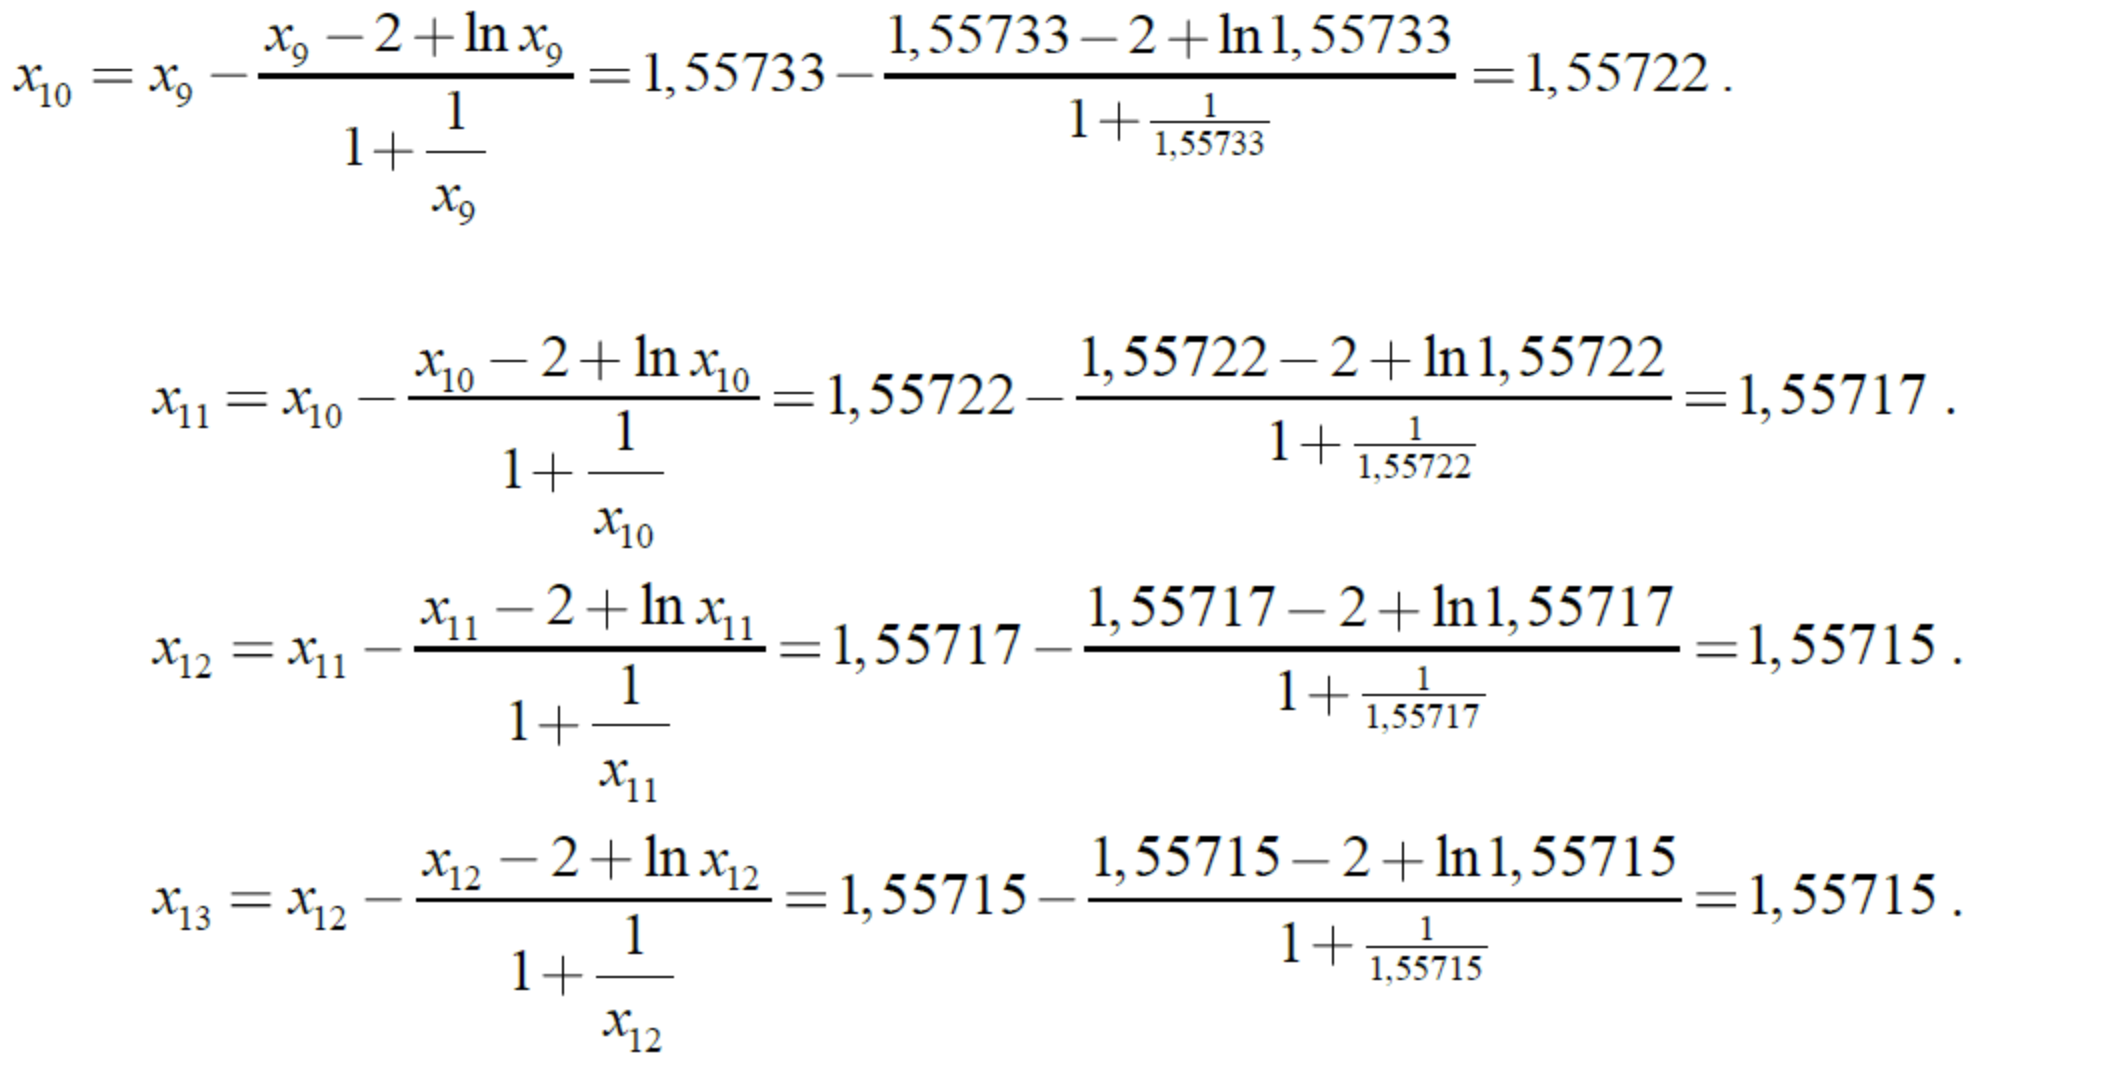 x₁₀ = x₉ − (x₉ − 2 + ln x₉)/(1 + 1/x₉) = 1,55733 − (1,55733 − 2 + ln 1,55733)/(1 + 1/1,55733) = 1,55722 .
x₁₁ = x₁₀ − (x₁₀ − 2 + ln x₁₀)/(1 + 1/x₁₀) = 1,55722 − (1,55722 − 2 + ln 1,55722)/(1 + 1/1,55722) = 1,55717 .
x₁₂ = x₁₁ − (x₁₁ − 2 + ln x₁₁)/(1 + 1/x₁₁) = 1,55717 − (1,55717 − 2 + ln 1,55717)/(1 + 1/1,55717) = 1,55715 .
x₁₃ = x₁₂ − (x₁₂ − 2 + ln x₁₂)/(1 + 1/x₁₂) = 1,55715 − (1,55715 − 2 + ln 1,55715)/(1 + 1/1,55715) = 1,55715 .